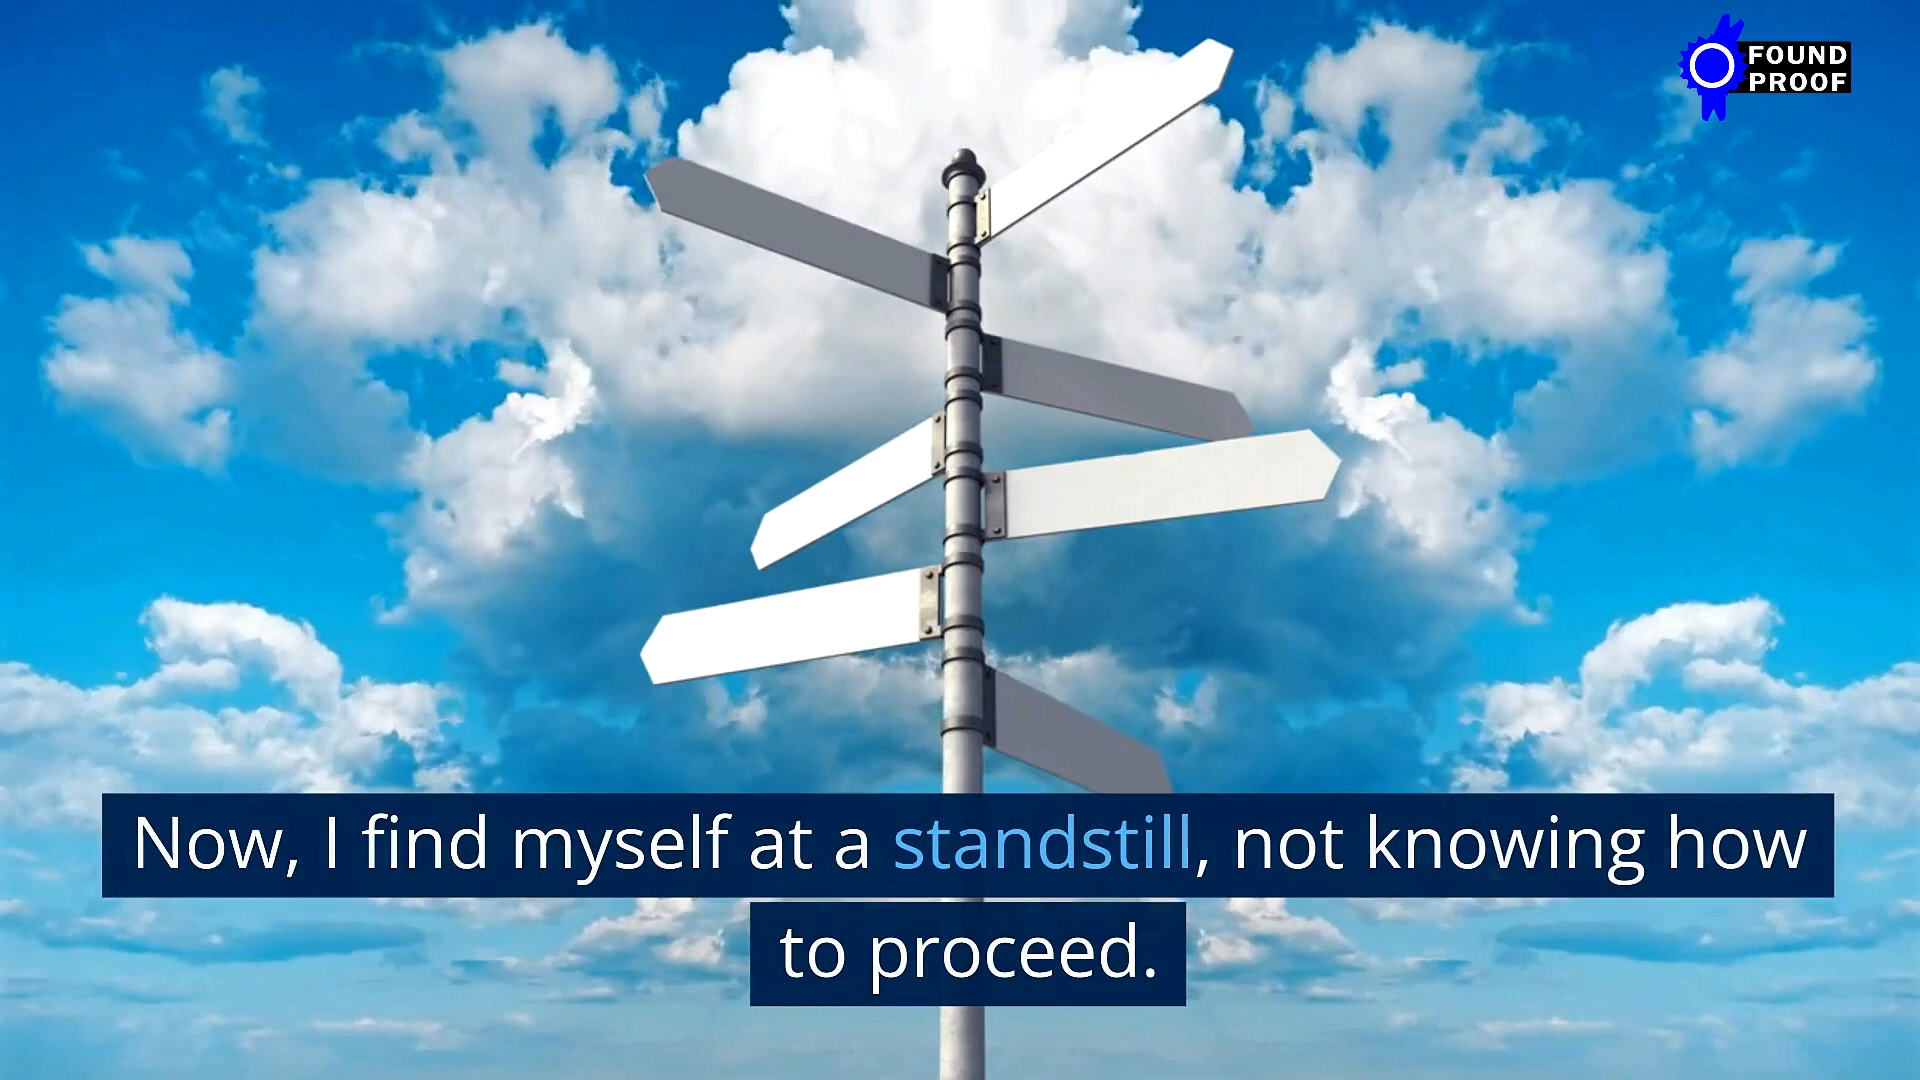 FOUND
PROOF
Now, I find myself at a standstill, not knowing how
to proceed.